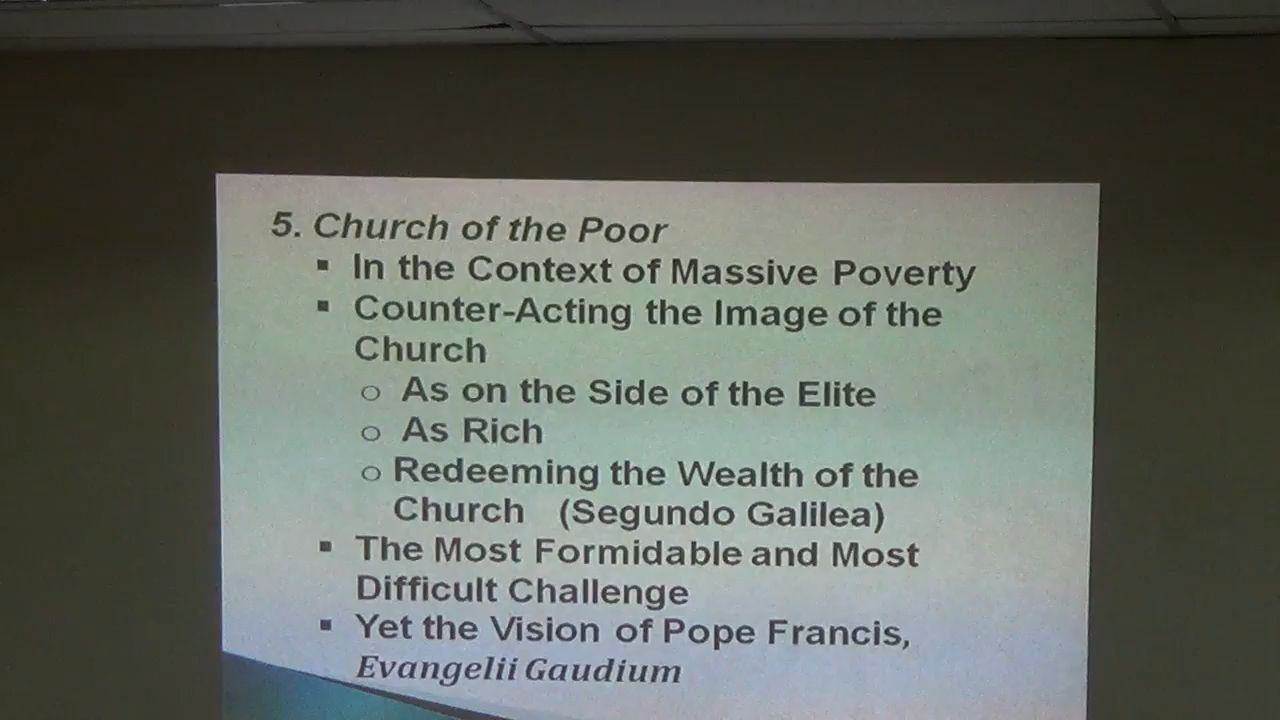 5. Church of the Poor
▪ In the Context of Massive Poverty
▪ Counter-Acting the Image of the
Church
o As on the Side of the Elite
o As Rich
o Redeeming the Wealth of the
Church (Segundo Galilea)
▪ The Most Formidable and Most
Difficult Challenge
▪ Yet the Vision of Pope Francis,
Evangelii Gaudium